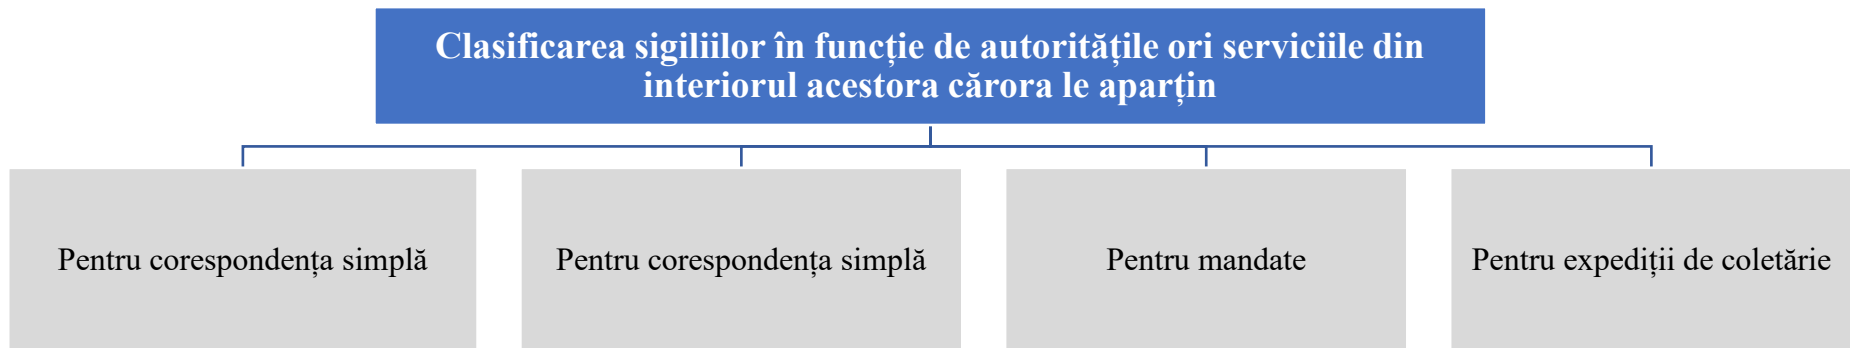 Clasificarea sigiliilor în funcție de autoritățile ori serviciile din
interiorul acestora cărora le aparțin
Pentru corespondența simplă
Pentru corespondența simplă
Pentru mandate
Pentru expediții de coletărie